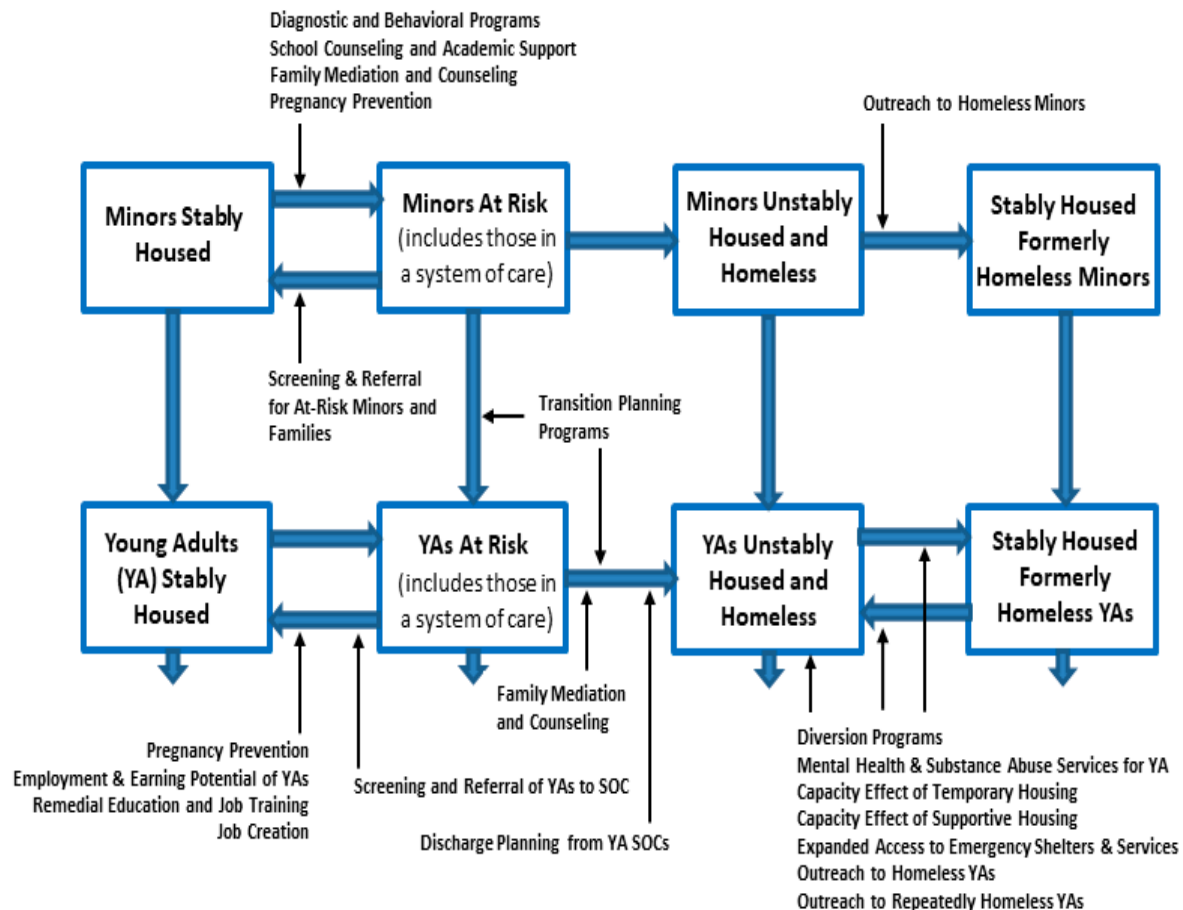 Diagnostic and Behavioral Programs
School Counseling and Academic Support
Family Mediation and Counseling
Pregnancy Prevention
Outreach to Homeless Minors
Minors Stably
Housed
Minors At Risk
(includes those in
a system of care)
Minors Unstably
Housed and
Homeless
Stably Housed
Formerly
Homeless Minors
Screening & Referral
for At-Risk Minors and
Families
Transition Planning
Programs
Young Adults
(YA) Stably
Housed
YAs At Risk
(includes those in
a system of care)
YAs Unstably
Housed and
Homeless
Stably Housed
Formerly
Homeless YAs
Family Mediation
and Counseling
Pregnancy Prevention
Employment & Earning Potential of YAs
Remedial Education and Job Training
Job Creation
Screening and Referral of YAs to SOC
Discharge Planning from YA SOCs
Diversion Programs
Mental Health & Substance Abuse Services for YA
Capacity Effect of Temporary Housing
Capacity Effect of Supportive Housing
Expanded Access to Emergency Shelters & Services
Outreach to Homeless YAs
Outreach to Repeatedly Homeless YAs